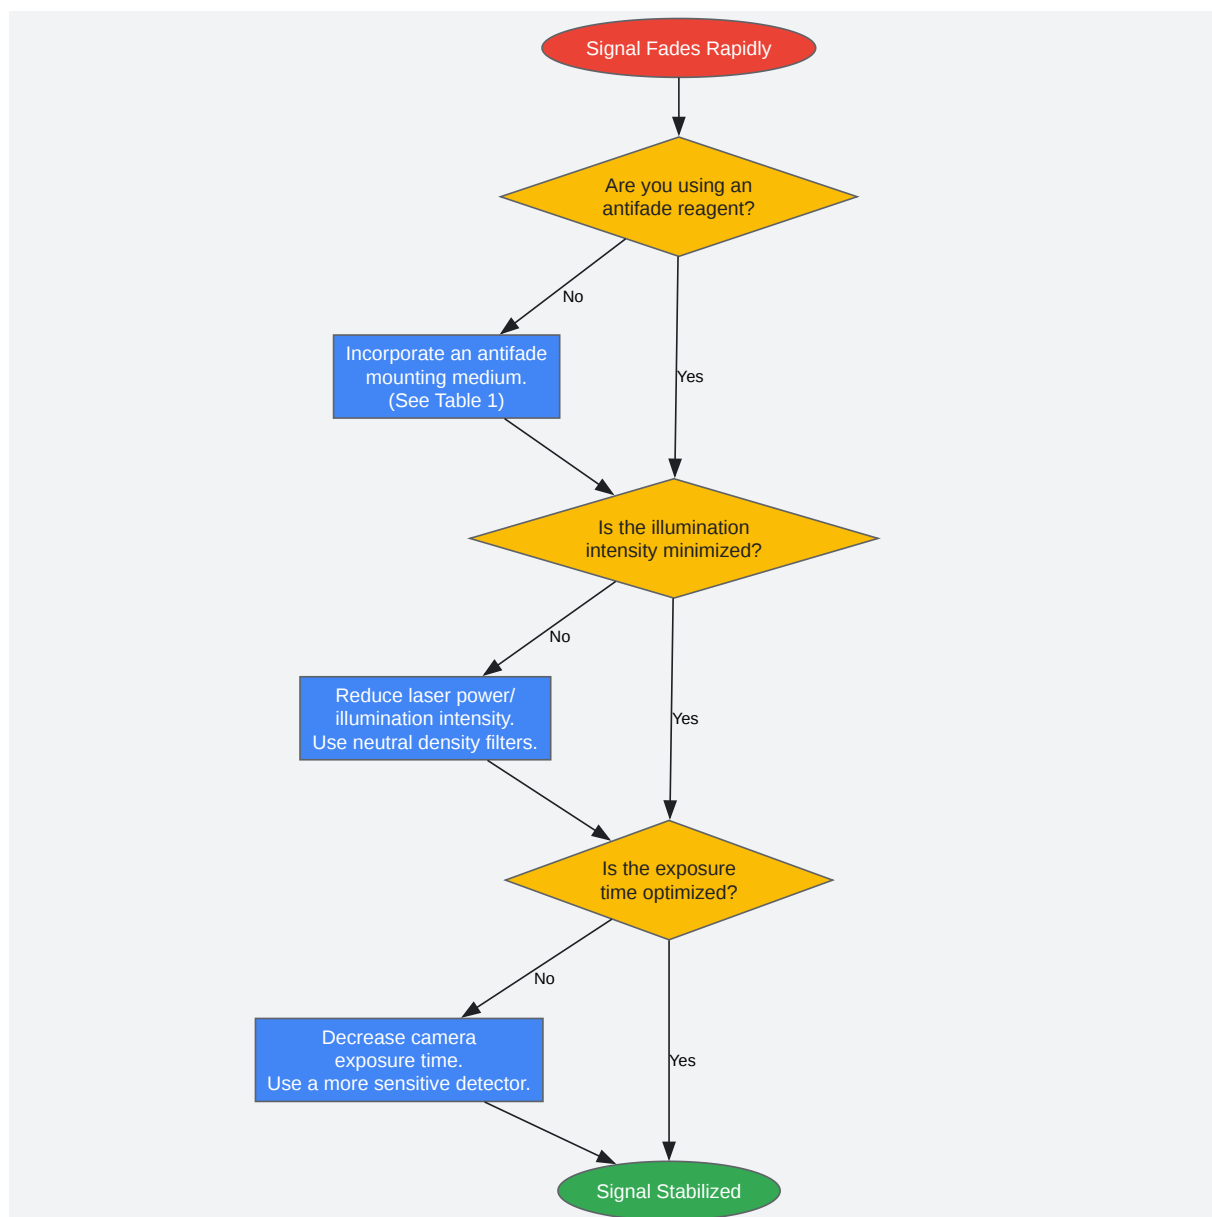 Signal Fades Rapidly
Are you using an
antifade reagent?
No
Incorporate an antifade
mounting medium.
(See Table 1)
Yes
Is the illumination
intensity minimized?
No
Reduce laser power/
illumination intensity.
Use neutral density filters.
Yes
Is the exposure
time optimized?
No
Decrease camera
exposure time.
Use a more sensitive detector.
Yes
Signal Stabilized